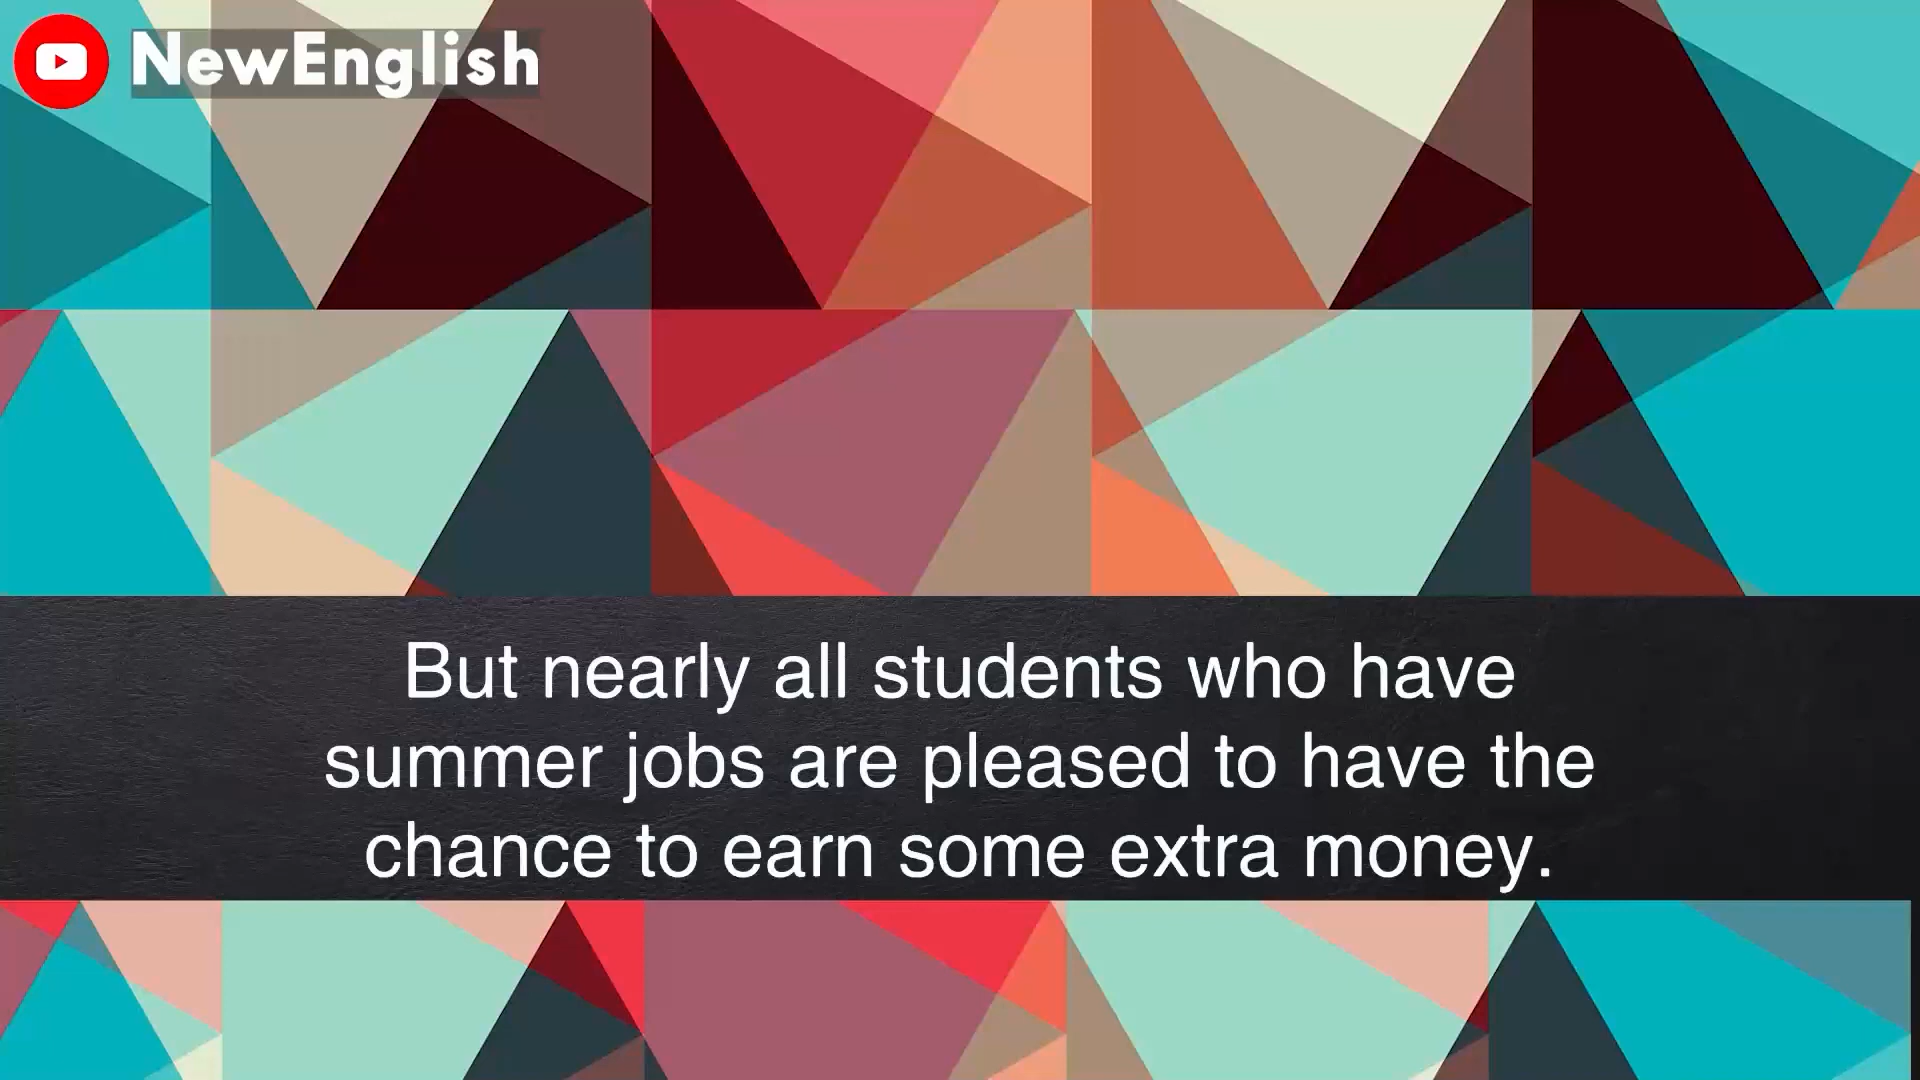 NewEnglish
But nearly all students who have
summer jobs are pleased to have the
chance to earn some extra money.